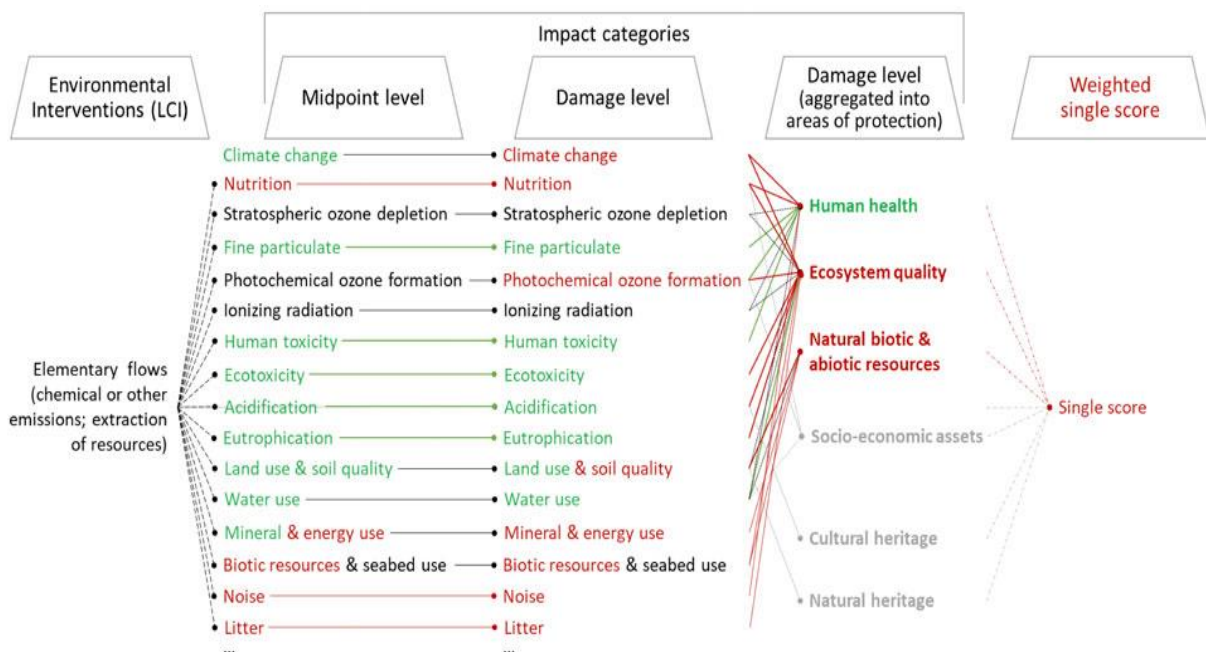 Impact categories
Environmental
Interventions (LCI)
Midpoint level
Damage level
Damage level
(aggregated into
areas of protection)
Weighted
single score
Climate change
Nutrition
Stratospheric ozone depletion
Fine particulate
Photochemical ozone formation
Ionizing radiation
Human toxicity
Ecotoxicity
Acidification
Eutrophication
Land use & soil quality
Water use
Mineral & energy use
Biotic resources & seabed use
Noise
Litter
...
Climate change
Nutrition
Stratospheric ozone depletion
Fine particulate
Photochemical ozone formation
Ionizing radiation
Human toxicity
Ecotoxicity
Acidification
Eutrophication
Land use & soil quality
Water use
Mineral & energy use
Biotic resources & seabed use
Noise
Litter
...
Elementary flows
(chemical or other
emissions; extraction
of resources)
Human health
Ecosystem quality
Natural biotic &
abiotic resources
Socio-economic assets
Cultural heritage
Natural heritage
Single score